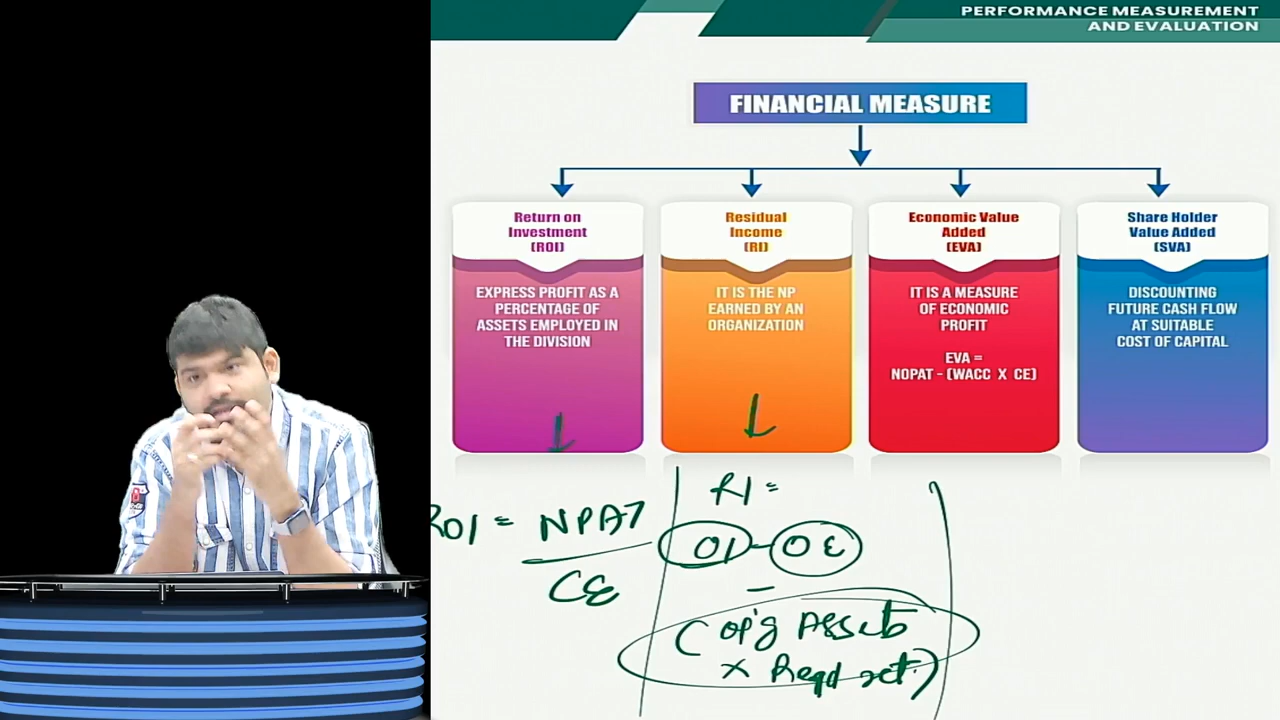 PERFORMANCE MEASUREMENT
AND EVALUATION
FINANCIAL MEASURE
Return on
Investment
(ROI)
EXPRESS PROFIT AS A
PERCENTAGE OF
ASSETS EMPLOYED IN
THE DIVISION
Residual
Income
(RI)
IT IS THE NP
EARNED BY AN
ORGANIZATION
Economic Value
Added
(EVA)
IT IS A MEASURE
OF ECONOMIC
PROFIT
EVA =
NOPAT - (WACC X CE)
Share Holder
Value Added
(SVA)
DISCOUNTING
FUTURE CASH FLOW
AT SUITABLE
COST OF CAPITAL
ROI = NPAT
CE
RI =
OI - OE
-
(op'g Assets
x Reqd ret.)